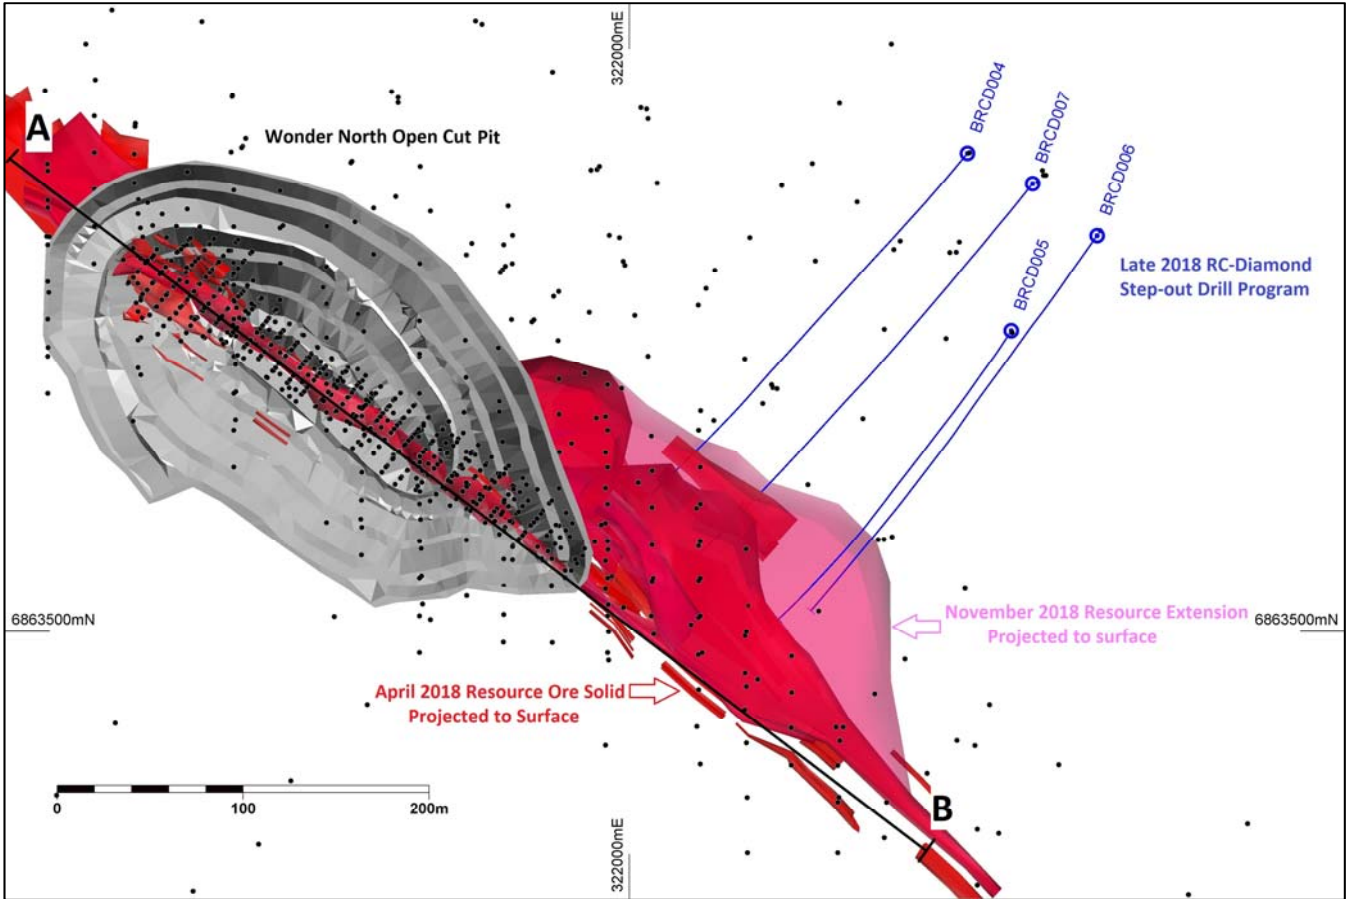 322000mE
BRCD004
BRCD007
BRCD006
A
Wonder North Open Cut Pit
BRCD005
Late 2018 RC-Diamond
Step-out Drill Program
6863500mN
November 2018 Resource Extension
Projected to surface
6863500mN
April 2018 Resource Ore Solid
Projected to Surface
0
100
200m
B
322000mE